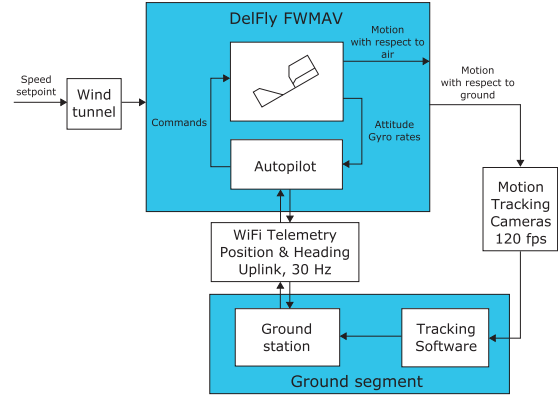 DelFly FWMAV
Motion
with respect to
air
Speed
setpoint
Wind
tunnel
Commands
Attitude
Gyro rates
Motion
with respect to
ground
Autopilot
Motion
Tracking
Cameras
120 fps
WiFi Telemetry
Position & Heading
Uplink, 30 Hz
Ground
station
Tracking
Software
Ground segment